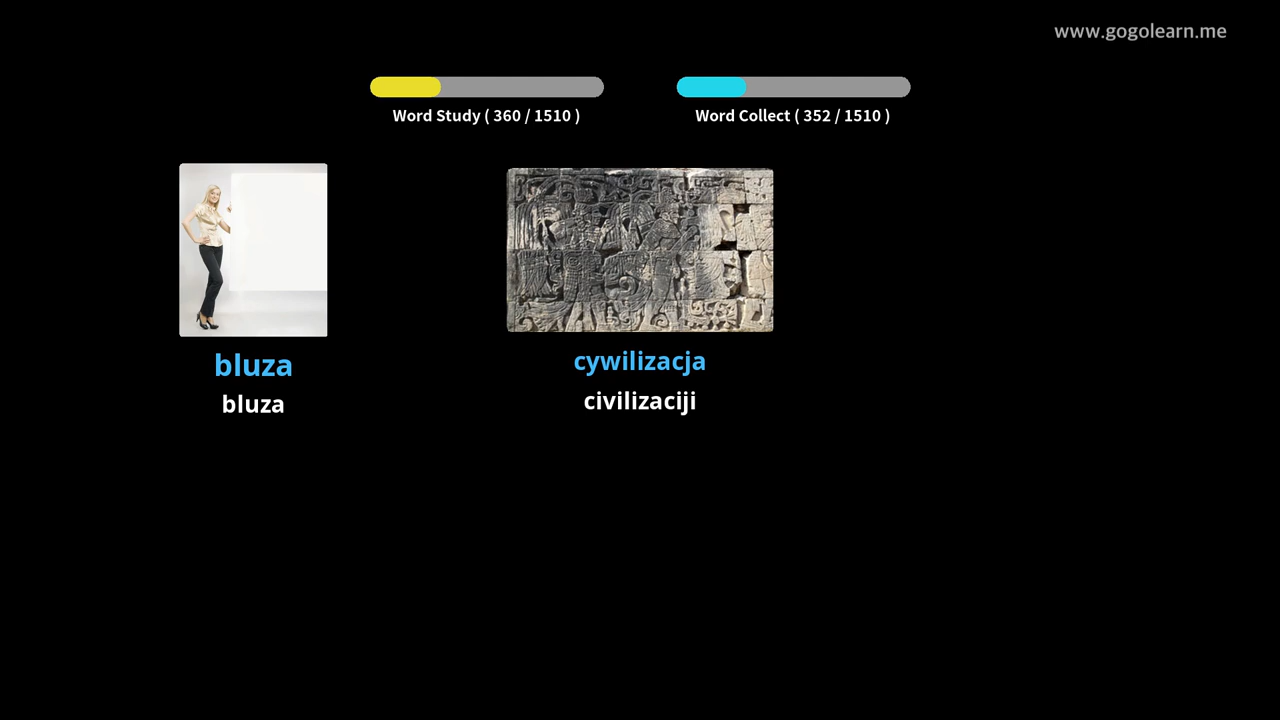 www.gogolearn.me
Word Study ( 360 / 1510 )
Word Collect ( 352 / 1510 )
bluza
bluza
cywilizacja
civilizaciji